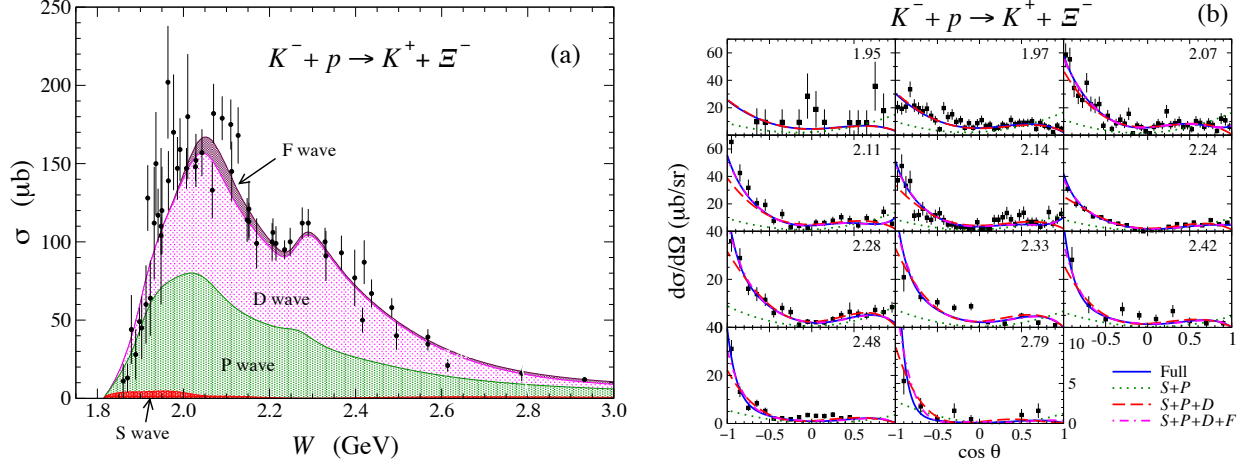 K⁻ + p → K⁺ + Ξ⁻
(a)
250
200
150
100
50
0
σ (μb)
F wave
D wave
P wave
S wave
1.8 2.0 2.2 2.4 2.6 2.8 3.0
W (GeV)
K⁻ + p → K⁺ + Ξ⁻
(b)
dσ/dΩ (μb/sr)
60
40
20
1.95 1.97 2.07
60
40
20
2.11 2.14 2.24
40
20
2.28 2.33 2.42
40
20
0
2.48 2.79
10
5
0
-1 -0.5 0 0.5 1
-0.5 0 0.5 1
-0.5 0 0.5 1
cos θ
Full
S+P
S+P+D
S+P+D+F